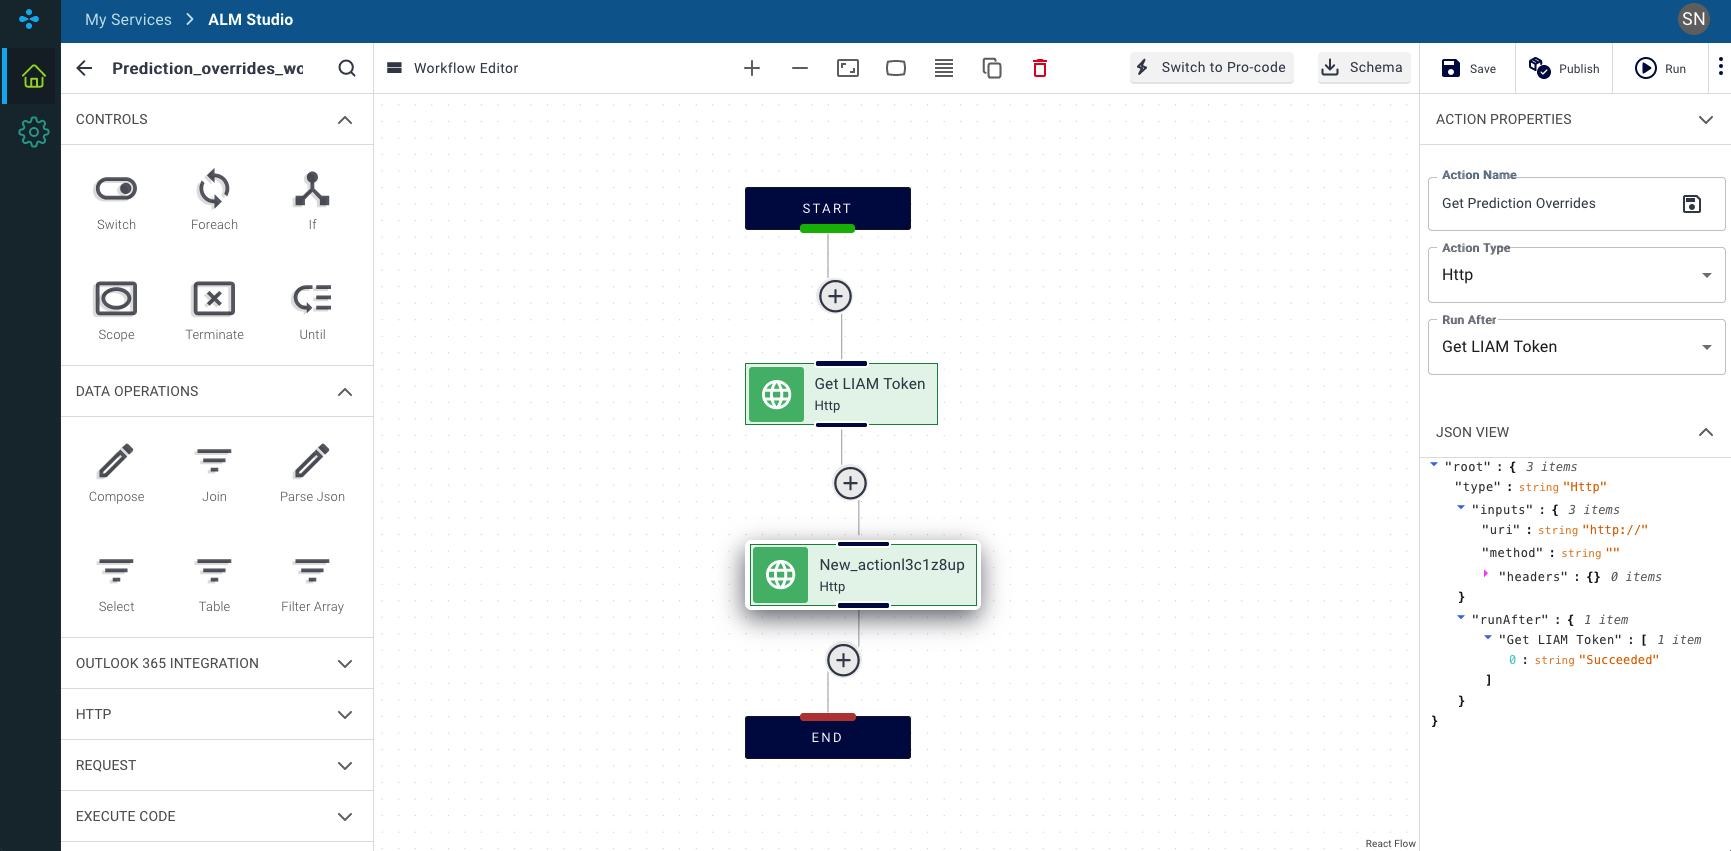 My Services > ALM Studio
SN
Prediction_overrides_wo
Workflow Editor
Switch to Pro-code
Schema
Save
Publish
Run
CONTROLS
Switch
Foreach
If
Scope
Terminate
Until
DATA OPERATIONS
Compose
Join
Parse Json
Select
Table
Filter Array
OUTLOOK 365 INTEGRATION
HTTP
REQUEST
EXECUTE CODE
START
Get LIAM Token
Http
New_actionl3c1z8up
Http
END
React Flow
ACTION PROPERTIES
Action Name
Get Prediction Overrides
Action Type
Http
Run After
Get LIAM Token
JSON VIEW
"root" : { 3 items
"type" : string "Http"
"inputs" : { 3 items
"uri" : string "http://"
"method" : string ""
"headers" : {} 0 items
}
"runAfter" : { 1 item
"Get LIAM Token" : [ 1 item
0 : string "Succeeded"
]
}
}